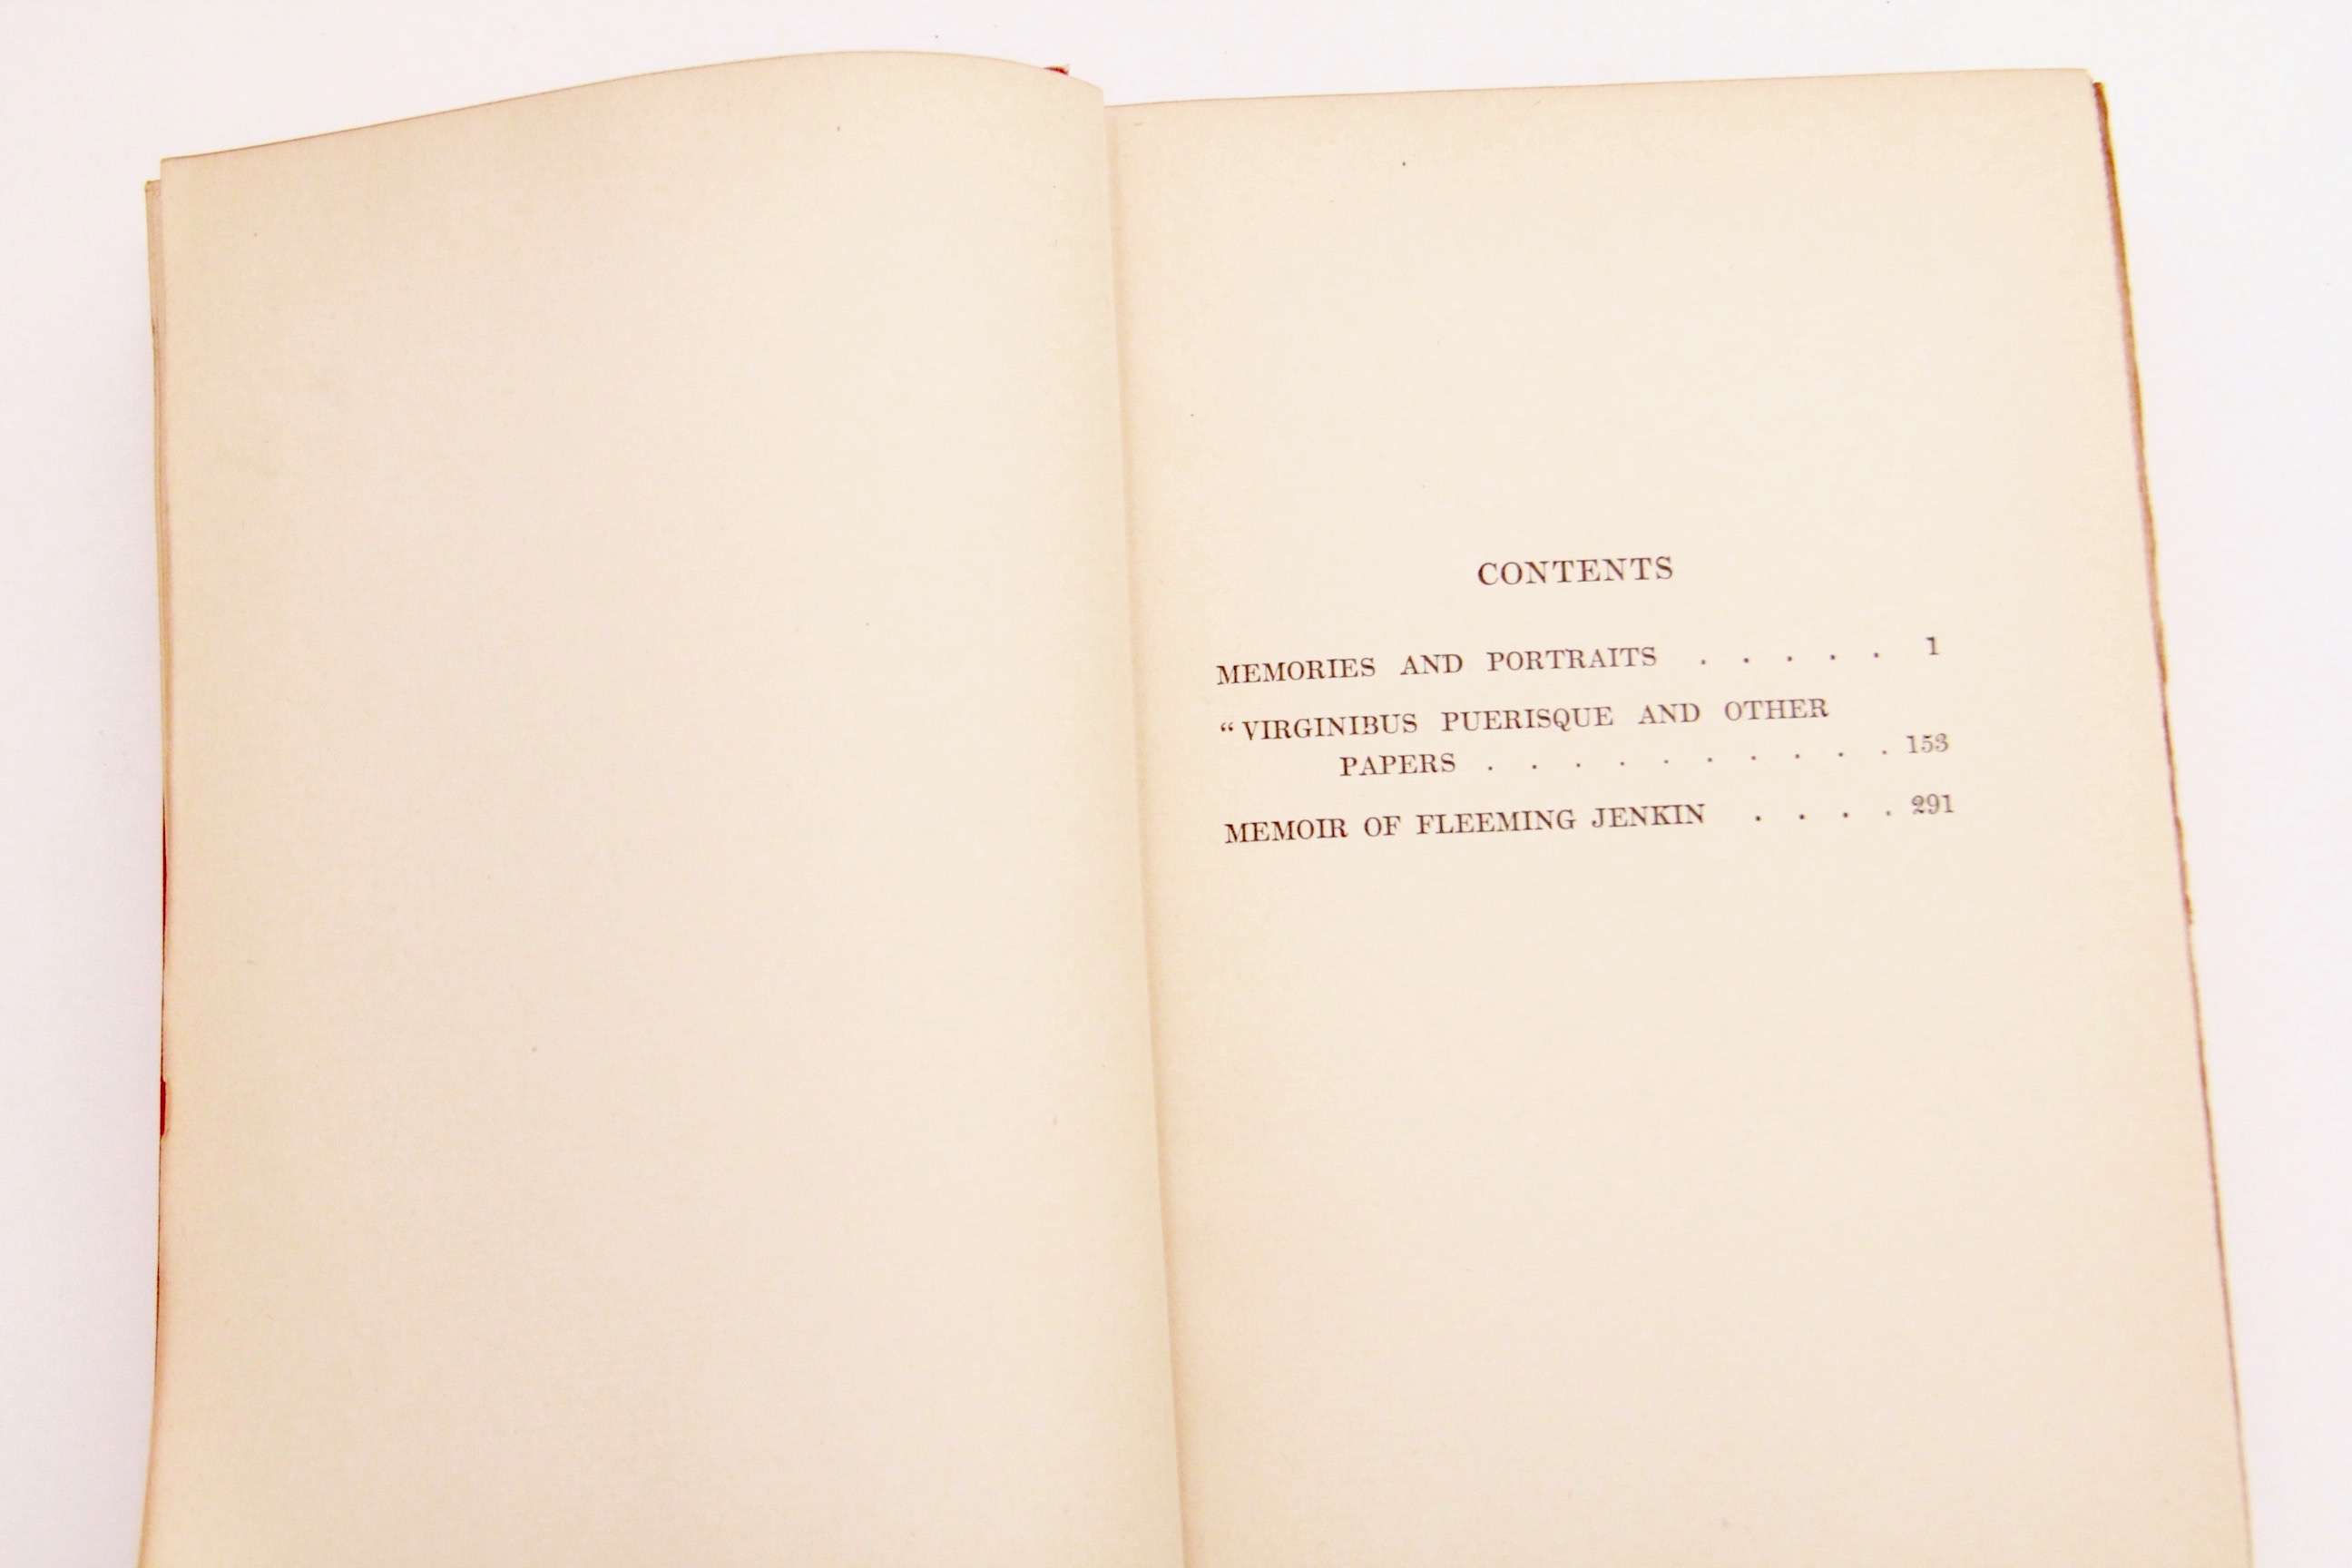 CONTENTS
MEMORIES AND PORTRAITS . . . . . 1
“VIRGINIBUS PUERISQUE AND OTHER
PAPERS . . . . . . . . . . 153
MEMOIR OF FLEEMING JENKIN . . . . 291